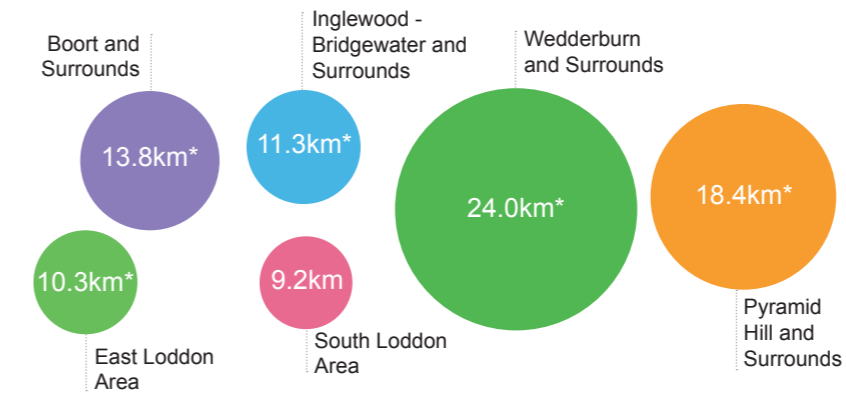 Boort and
Surrounds
13.8km*
Inglewood -
Bridgewater and
Surrounds
11.3km*
Wedderburn
and Surrounds
24.0km*
18.4km*
Pyramid
Hill and
Surrounds
10.3km*
East Loddon
Area
9.2km
South Loddon
Area